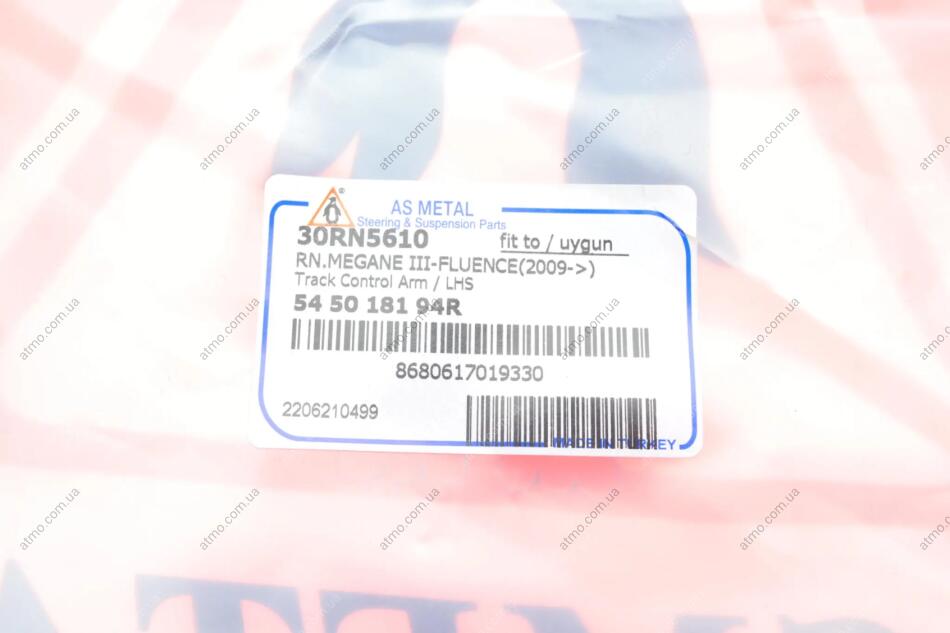 ®
AS METAL
Steering & Suspension Parts
30RN5610 fit to / uygun
RN.MEGANE III-FLUENCE(2009->)
Track Control Arm / LHS
54 50 181 94R
8680617019330
2206210499
MADE IN TURKEY
atmo.com.ua